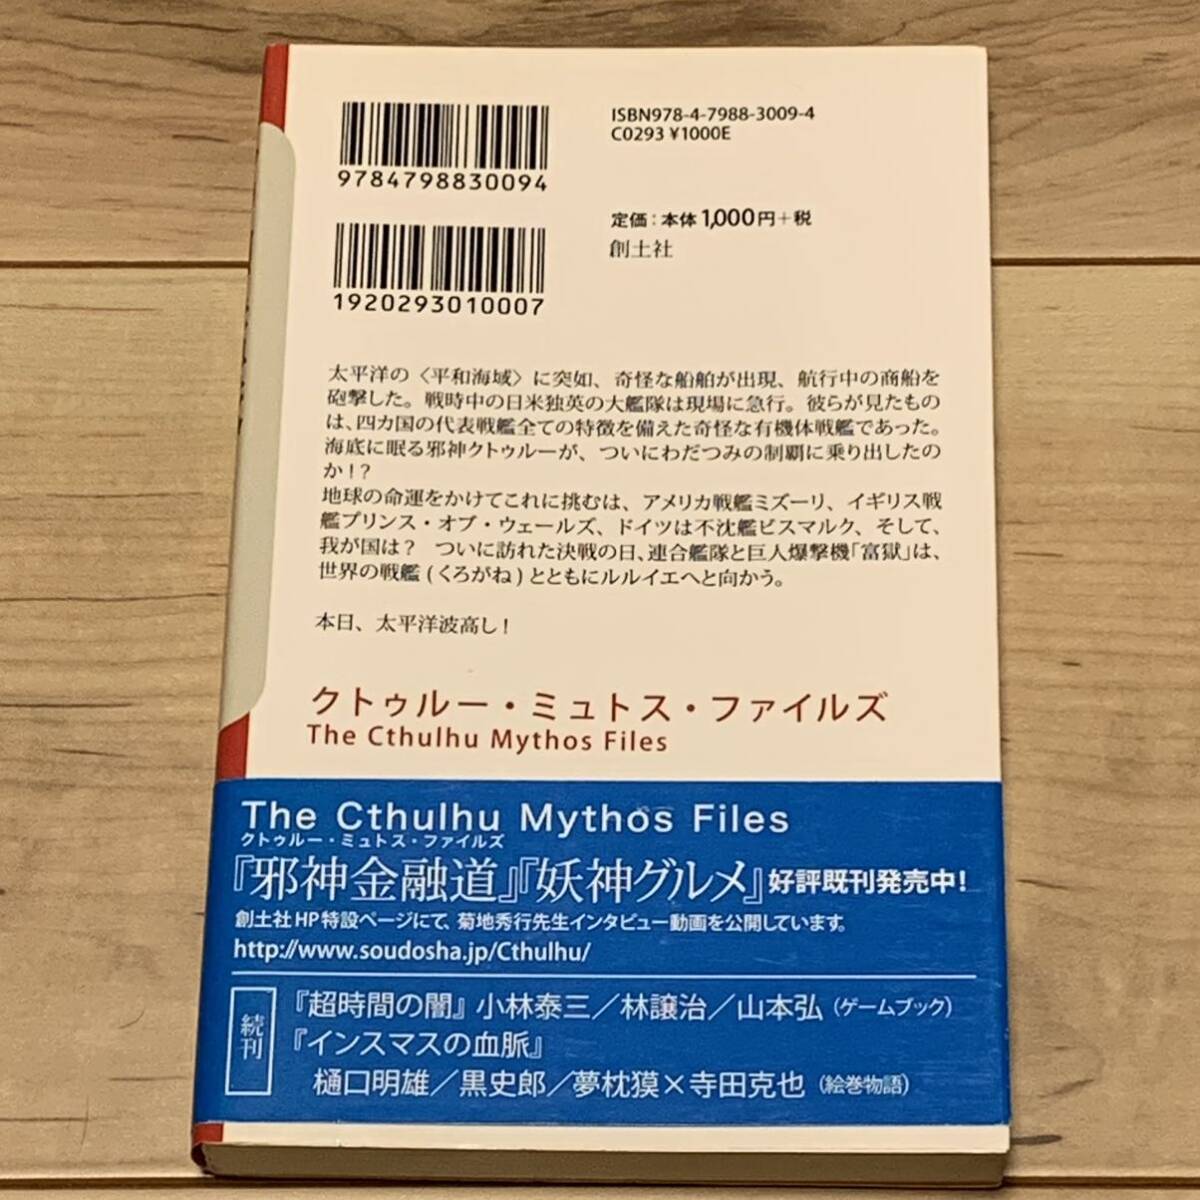 ISBN978-4-7988-3009-4
C0293 ¥1000E
9784798830094
定価：本体1,000円＋税
創土社
1920293010007
太平洋の〈平和海域〉に突如、奇怪な船舶が出現、航行中の商船を
砲撃した。戦時中の日米独英の大艦隊は現場に急行。彼らが見たもの
は、四カ国の代表戦艦全ての特徴を備えた奇怪な有機体戦艦であった。
海底に眠る邪神クトゥルーが、ついにわだつみの制覇に乗り出したの
か!?
地球の命運をかけてこれに挑むは、アメリカ戦艦ミズーリ、イギリス戦
艦プリンス・オブ・ウェールズ、ドイツは不沈艦ビスマルク、そして、
我が国は？ ついに訪れた決戦の日、連合艦隊と巨人爆撃機「富獄」は、
世界の戦艦(くろがね)とともにルルイエへと向かう。
本日、太平洋波高し！
クトゥルー・ミュトス・ファイルズ
The Cthulhu Mythos Files
The Cthulhu Mythos Files
クトゥルー・ミュトス・ファイルズ
『邪神金融道』『妖神グルメ』好評既刊発売中！
創土社HP特設ページにて、菊地秀行先生インタビュー動画を公開しています。
http://www.soudosha.jp/Cthulhu/
続刊
『超時間の闇』小林泰三／林譲治／山本弘（ゲームブック）
『インスマスの血脈』
樋口明雄／黒史郎／夢枕獏×寺田克也（絵巻物語）